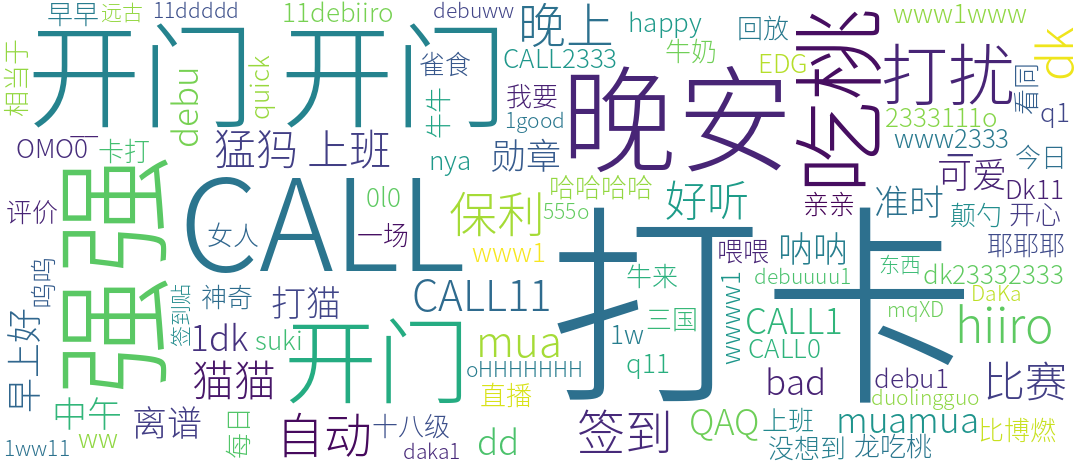 早早
远古
11ddddd
11debiiro
debuww
晚上
happy
回放
www1www
开门
开门
雀食
CALL2333
牛奶
EDG
吃桃
打扰
dk
相当于
debu
quick
牛牛
我要
晚安
看同
q1
1good
2333111o
OMO0
一一
卡打
猛犸
上班
nya
勋章
www2333
今日
可爱
强强
CALL
0l0
保利
哈哈哈哈
好听
亲亲
准时
Dk11
评价
女人
一场
555o
打卡
颠勺
开心
www1
喂喂
呐呐
耶耶耶
呜呜
神奇
打猫
CALL11
牛来
debuuuu1
东西
dk23332333
签到贴
mqXD
DaKa
早上好
1dk
suki
开门
mua
1w
三国
wwww1
CALL1
hiiro
q11
CALL0
猫猫
oHHHHHHH
bad
debu1
比赛
直播
duolingguo
中午
离谱
自动
十八级
签到
QAQ
上班
muamua
ww
每日
dd
比博燃
1ww11
daka1
没想到
龙吃桃